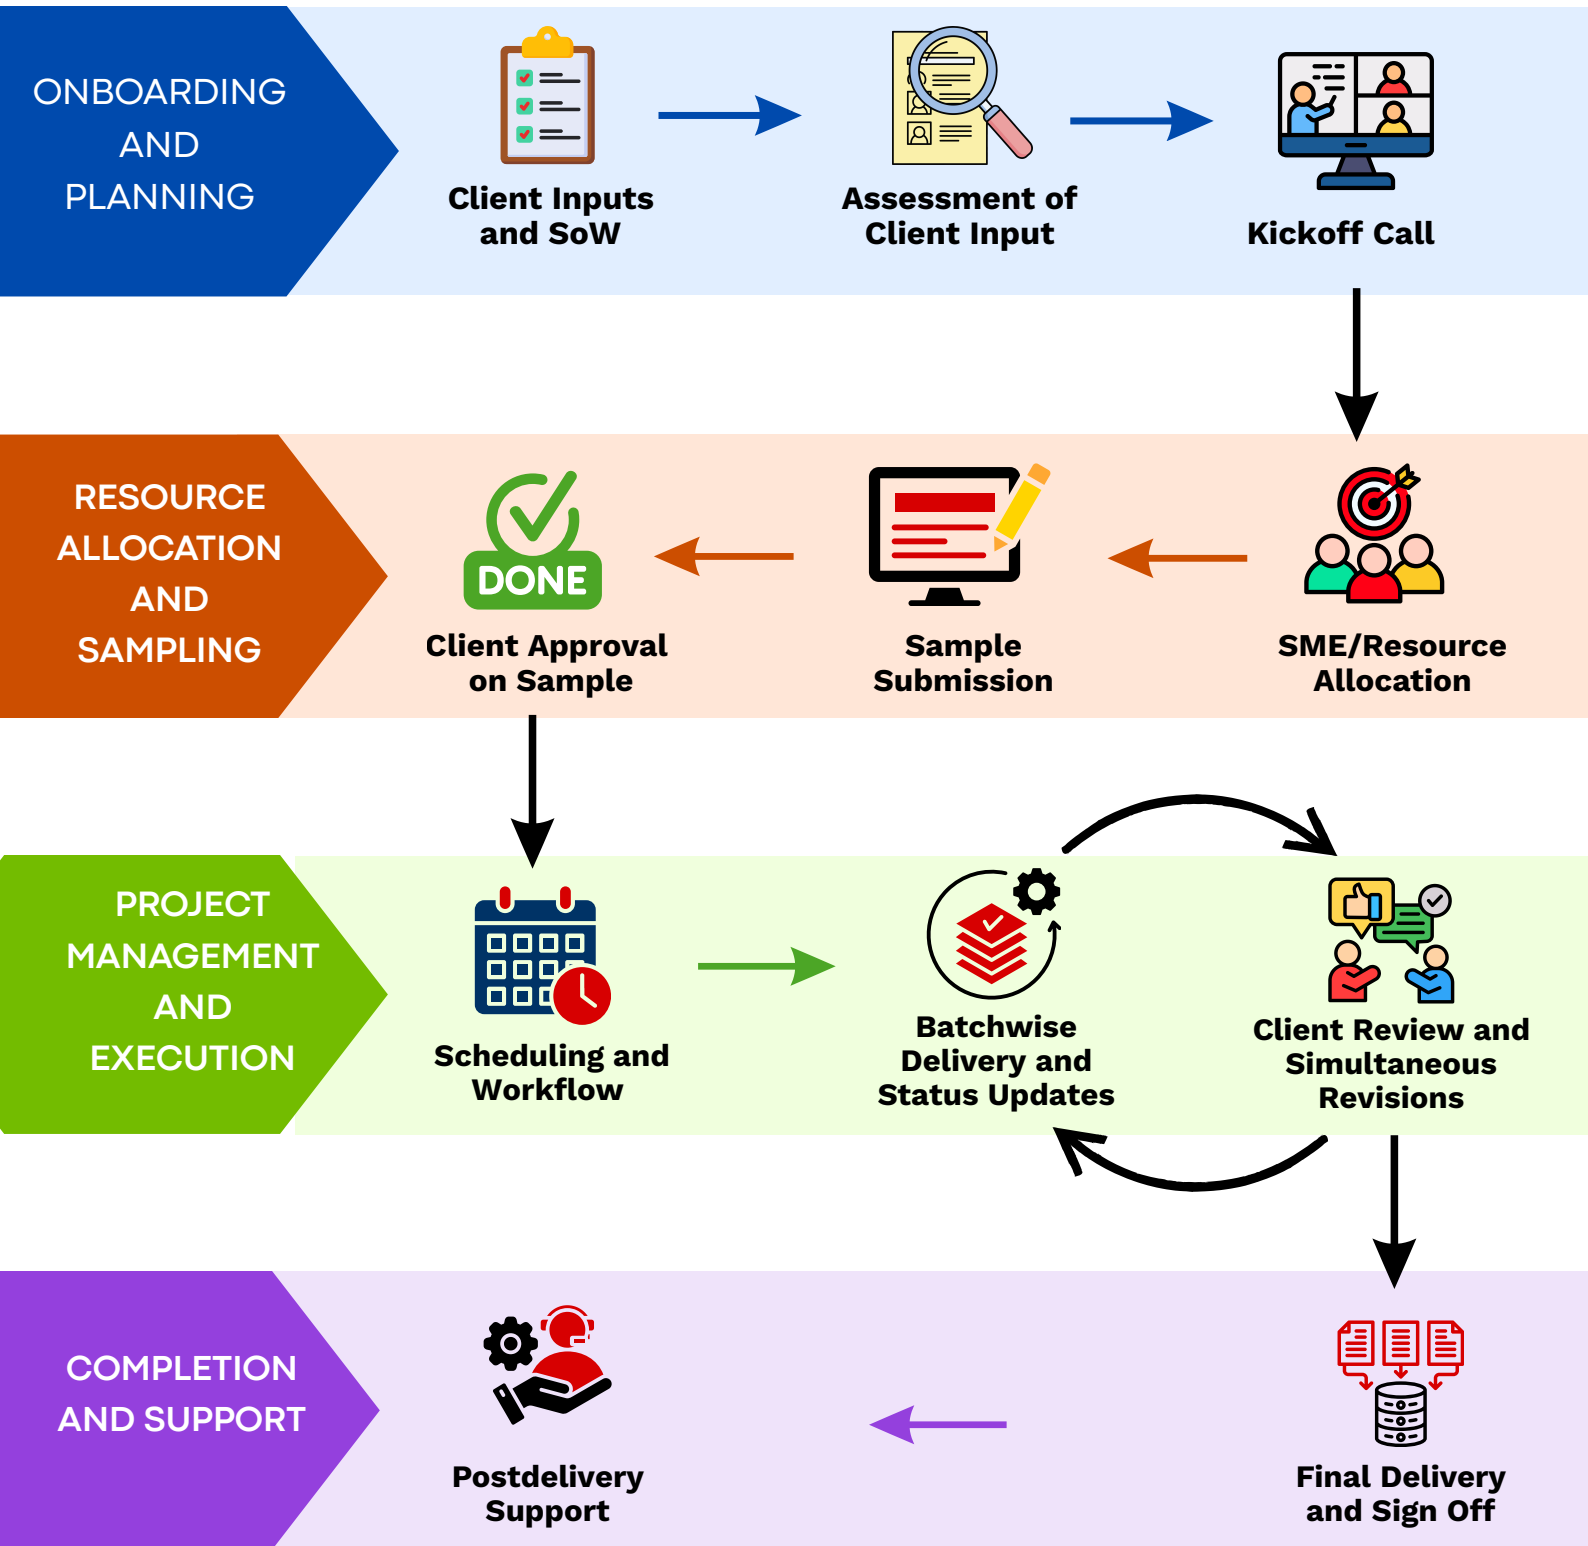 ONBOARDING
AND
PLANNING
Client Inputs
and SoW
Assessment of
Client Input
Kickoff Call
RESOURCE
ALLOCATION
AND
SAMPLING
DONE
Client Approval
on Sample
Sample
Submission
SME/Resource
Allocation
PROJECT
MANAGEMENT
AND
EXECUTION
Scheduling and
Workflow
Batchwise
Delivery and
Status Updates
Client Review and
Simultaneous
Revisions
COMPLETION
AND SUPPORT
Postdelivery
Support
Final Delivery
and Sign Off